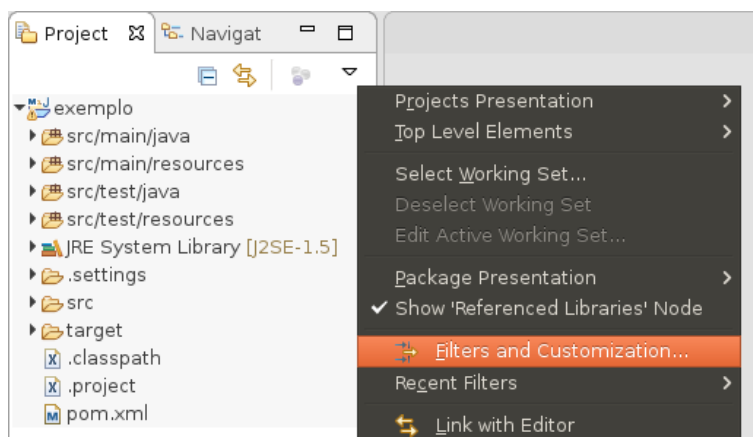 Project
Navigat
exemplo
src/main/java
src/main/resources
src/test/java
src/test/resources
JRE System Library [J2SE-1.5]
.settings
src
target
.classpath
.project
pom.xml
Projects Presentation
Top Level Elements
Select Working Set...
Deselect Working Set
Edit Active Working Set...
Package Presentation
Show 'Referenced Libraries' Node
Filters and Customization...
Recent Filters
Link with Editor